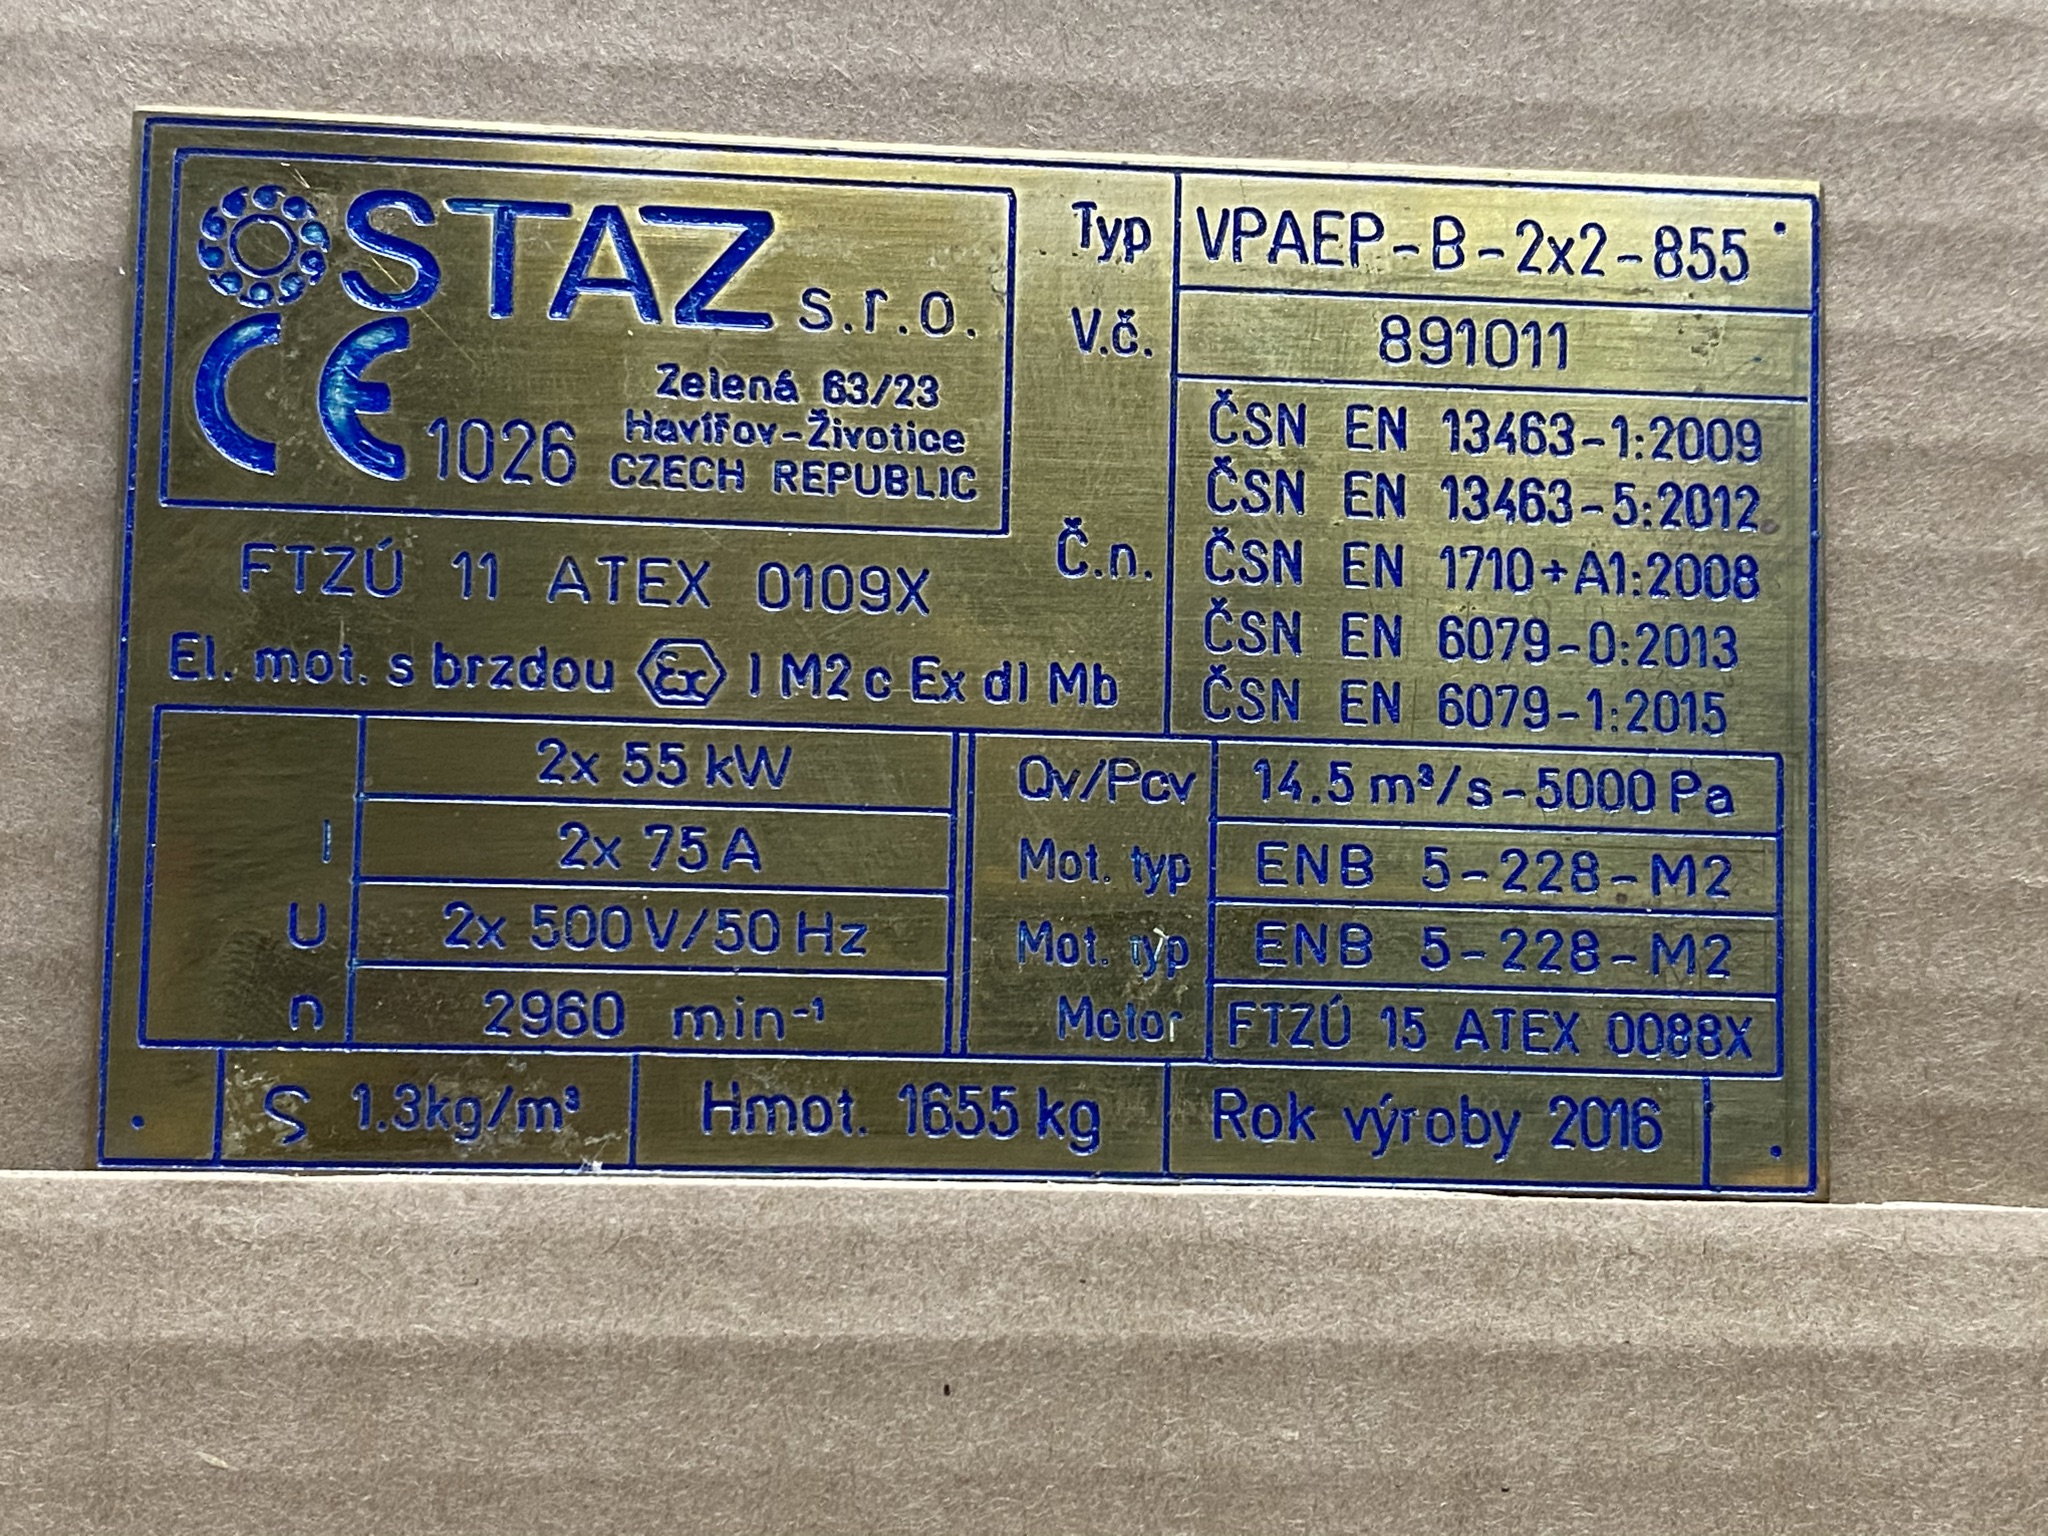 STAZ s.r.o.
CE 1026
Zelená 63/23
Havířov-Životice
CZECH REPUBLIC
FTZÚ 11 ATEX 0109X
El. mot. s brzdou Ex I M2 c Ex dI Mb
Typ VPAEP-B-2x2-855
V.č. 891011
Č.n.
ČSN EN 13463-1:2009
ČSN EN 13463-5:2012
ČSN EN 1710+A1:2008
ČSN EN 6079-0:2013
ČSN EN 6079-1:2015
2x 55 kW
I 2x 75 A
U 2x 500 V/50 Hz
n 2960 min⁻¹
Qv/Pcv 14.5 m³/s-5000 Pa
Mot. typ ENB 5-228-M2
Mot. typ ENB 5-228-M2
Motor FTZÚ 15 ATEX 0088X
ϱ 1.3kg/m³
Hmot. 1655 kg
Rok výroby 2016